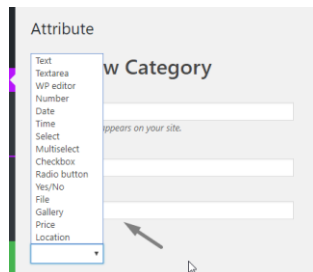 Attribute
w Category
Text
Textarea
WP editor
Number
Date
Time
Select
Multiselect
Checkbox
Radio button
Yes/No
File
Gallery
Price
Location
appears on your site.